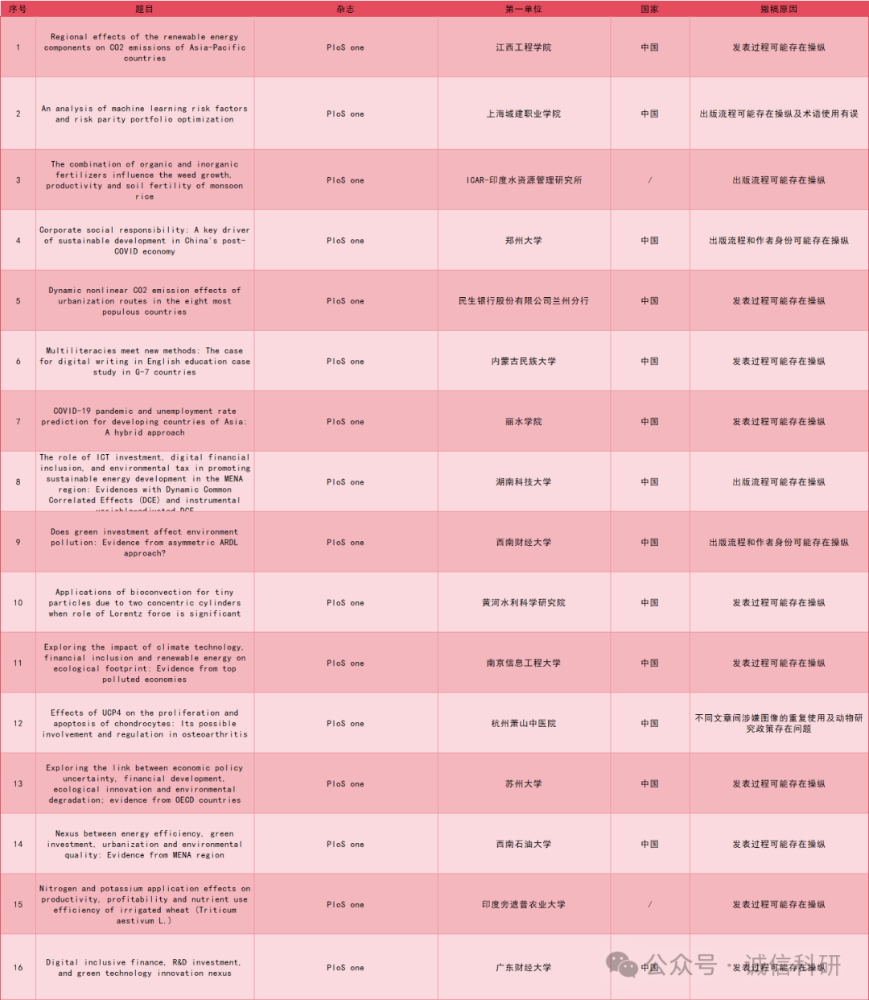 序号 题目 杂志 第一单位 国家 撤稿原因
Regional effects of the renewable energy
1 components on CO2 emissions of Asia-Pacific PloS one 江西工程学院 中国 发表过程可能存在操纵
countries
An analysis of machine learning risk factors
2 PloS one 上海城建职业学院 中国 出版流程可能存在操纵及术语使用有误
and risk parity portfolio optimization
The combination of organic and inorganic
fertilizers influence the weed growth,
3 PloS one ICAR-印度水资源管理研究所 / 出版流程可能存在操纵
productivity and soil fertility of monsoon
rice
Corporate social responsibility: A key driver
4 of sustainable development in China's post- PloS one 郑州大学 中国 出版流程和作者身份可能存在操纵
COVID economy
Dynamic nonlinear CO2 emission effects of
5 urbanization routes in the eight most PloS one 民生银行股份有限公司兰州分行 中国 发表过程可能存在操纵
populous countries
Multiliteracies meet new methods: The case
6 for digital writing in English education case PloS one 内蒙古民族大学 中国 发表过程可能存在操纵
study in G-7 countries
COVID-19 pandemic and unemployment rate
7 prediction for developing countries of Asia: PloS one 丽水学院 中国 发表过程可能存在操纵
A hybrid approach
The role of ICT investment, digital financial
inclusion, and environmental tax in promoting
sustainable energy development in the MENA
8 PloS one 湖南科技大学 中国 出版流程可能存在操纵
region: Evidences with Dynamic Common
Correlated Effects (DCE) and instrumental
variable-adjusted DCE
Does green investment affect environment
9 pollution: Evidence from asymmetric ARDL PloS one 西南财经大学 中国 出版流程和作者身份可能存在操纵
approach?
Applications of bioconvection for tiny
10 particles due to two concentric cylinders PloS one 黄河水利科学研究院 中国 发表过程可能存在操纵
when role of Lorentz force is significant
Exploring the impact of climate technology,
financial inclusion and renewable energy on
11 PloS one 南京信息工程大学 中国 发表过程可能存在操纵
ecological footprint: Evidence from top
polluted economies
Effects of UCP4 on the proliferation and
12 apoptosis of chondrocytes: Its possible PloS one 杭州萧山中医院 中国 不同文章间涉嫌图像的重复使用及动物研
involvement and regulation in osteoarthritis 究政策存在问题
Exploring the link between economic policy
uncertainty, financial development,
13 PloS one 苏州大学 中国 发表过程可能存在操纵
ecological innovation and environmental
degradation; evidence from OECD countries
Nexus between energy efficiency, green
14 investment, urbanization and environmental PloS one 西南石油大学 中国 发表过程可能存在操纵
quality: Evidence from MENA region
Nitrogen and potassium application effects on
productivity, profitability and nutrient use
15 PloS one 印度旁遮普农业大学 / 发表过程可能存在操纵
efficiency of irrigated wheat (Triticum
aestivum L.)
Digital inclusive finance, R&D investment,
16 PloS one 广东财经大学 中国 发表过程可能存在操纵
and green technology innovation nexus
公众号 · 诚信科研